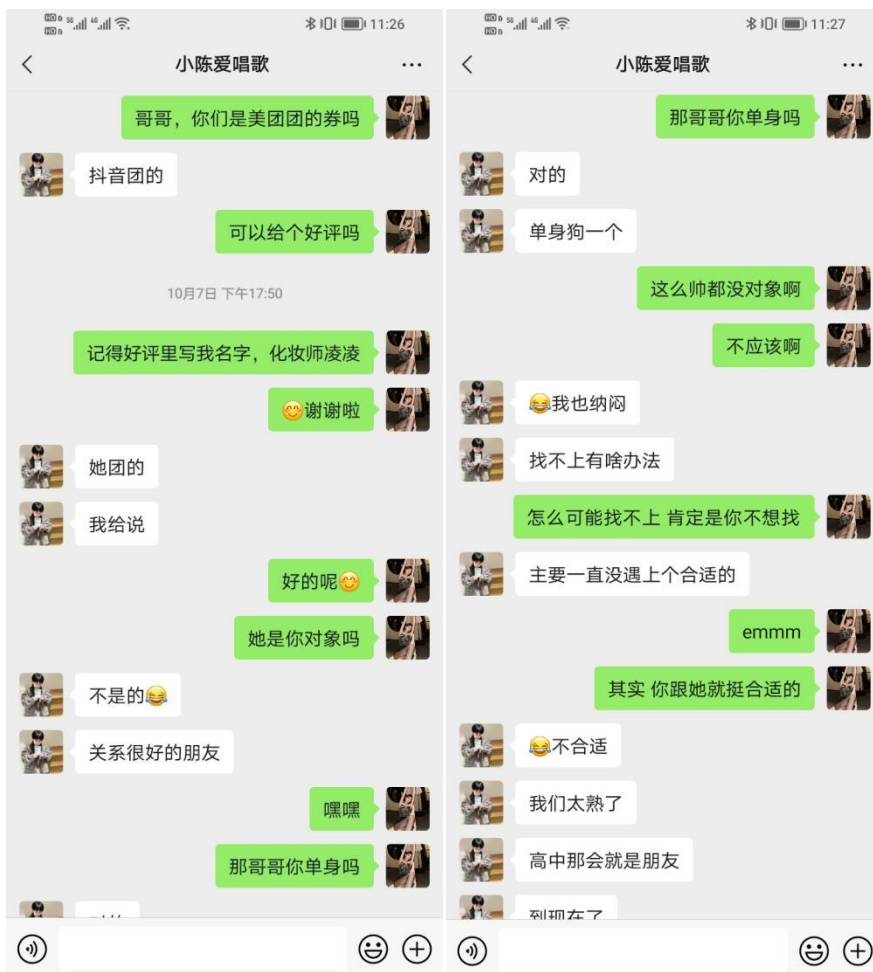 11:26
小陈爱唱歌
哥哥，你们是美团团的券吗
抖音团的
可以给个好评吗
10月7日 下午17:50
记得好评里写我名字，化妆师凌凌
😊谢谢啦
她团的
我给说
好的呢😊
她是你对象吗
不是的😂
关系很好的朋友
嘿嘿
那哥哥你单身吗
11:27
小陈爱唱歌
那哥哥你单身吗
对的
单身狗一个
这么帅都没对象啊
不应该啊
😂我也纳闷
找不上有啥办法
怎么可能找不上 肯定是你不想找
主要一直没遇上个合适的
emmm
其实 你跟她就挺合适的
😂不合适
我们太熟了
高中那会就是朋友
到现在了